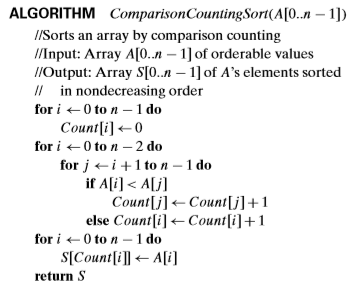 ALGORITHM ComparisonCountingSort(A[0..n − 1])
//Sorts an array by comparison counting
//Input: Array A[0..n − 1] of orderable values
//Output: Array S[0..n − 1] of A's elements sorted
// in nondecreasing order
for i ← 0 to n − 1 do
Count[i] ← 0
for i ← 0 to n − 2 do
for j ← i + 1 to n − 1 do
if A[i] < A[j]
Count[j] ← Count[j] + 1
else Count[i] ← Count[i] + 1
for i ← 0 to n − 1 do
S[Count[i]] ← A[i]
return S